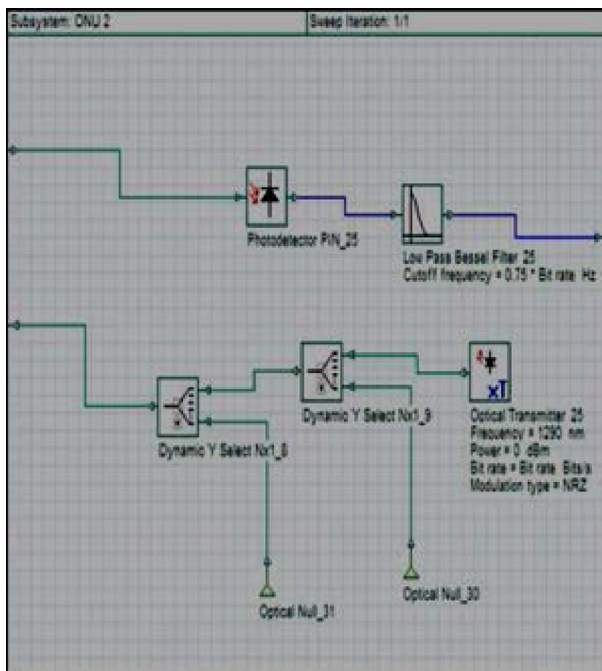 Subsystem: ONU 2
Sweep Iteration: 1/1
Photodetector PIN_25
Low Pass Bessel Filter 25
Cutoff frequency = 0.75 * Bit rate Hz
Dynamic Y Select Nx1_9
Dynamic Y Select Nx1_8
Optical Transmitter 25
Frequency = 1290 nm
Power = 0 dBm
Bit rate = Bit rate Bits/s
Modulation type = NRZ
xT
Optical Null_31
Optical Null_30